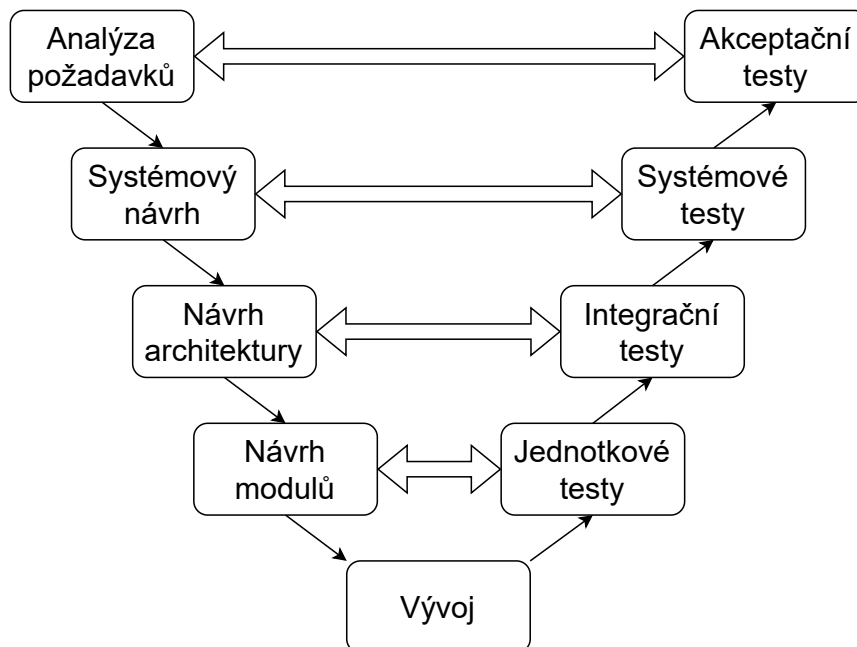 Analýza
požadavků
Akceptační
testy
Systémový
návrh
Systémové
testy
Návrh
architektury
Integrační
testy
Návrh
modulů
Jednotkové
testy
Vývoj